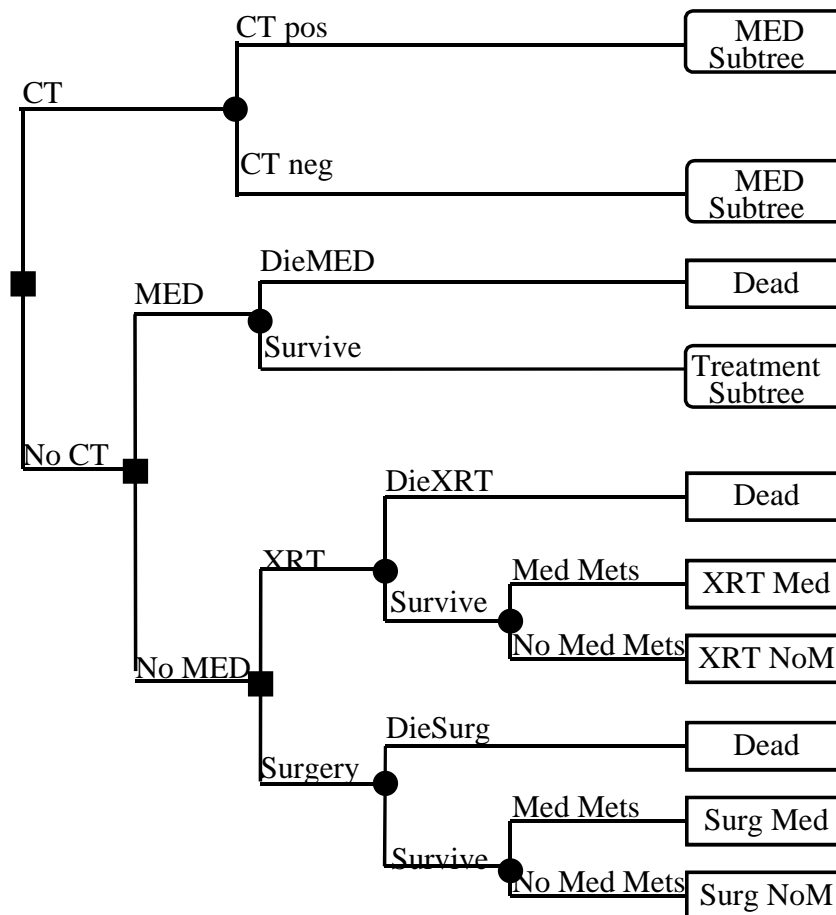 CT pos
MED
Subtree
CT
CT neg
MED
Subtree
DieMED
Dead
MED
Survive
Treatment
Subtree
No CT
DieXRT
Dead
XRT
Med Mets
XRT Med
Survive
No Med Mets
XRT NoM
No MED
DieSurg
Dead
Surgery
Med Mets
Surg Med
Survive
No Med Mets
Surg NoM